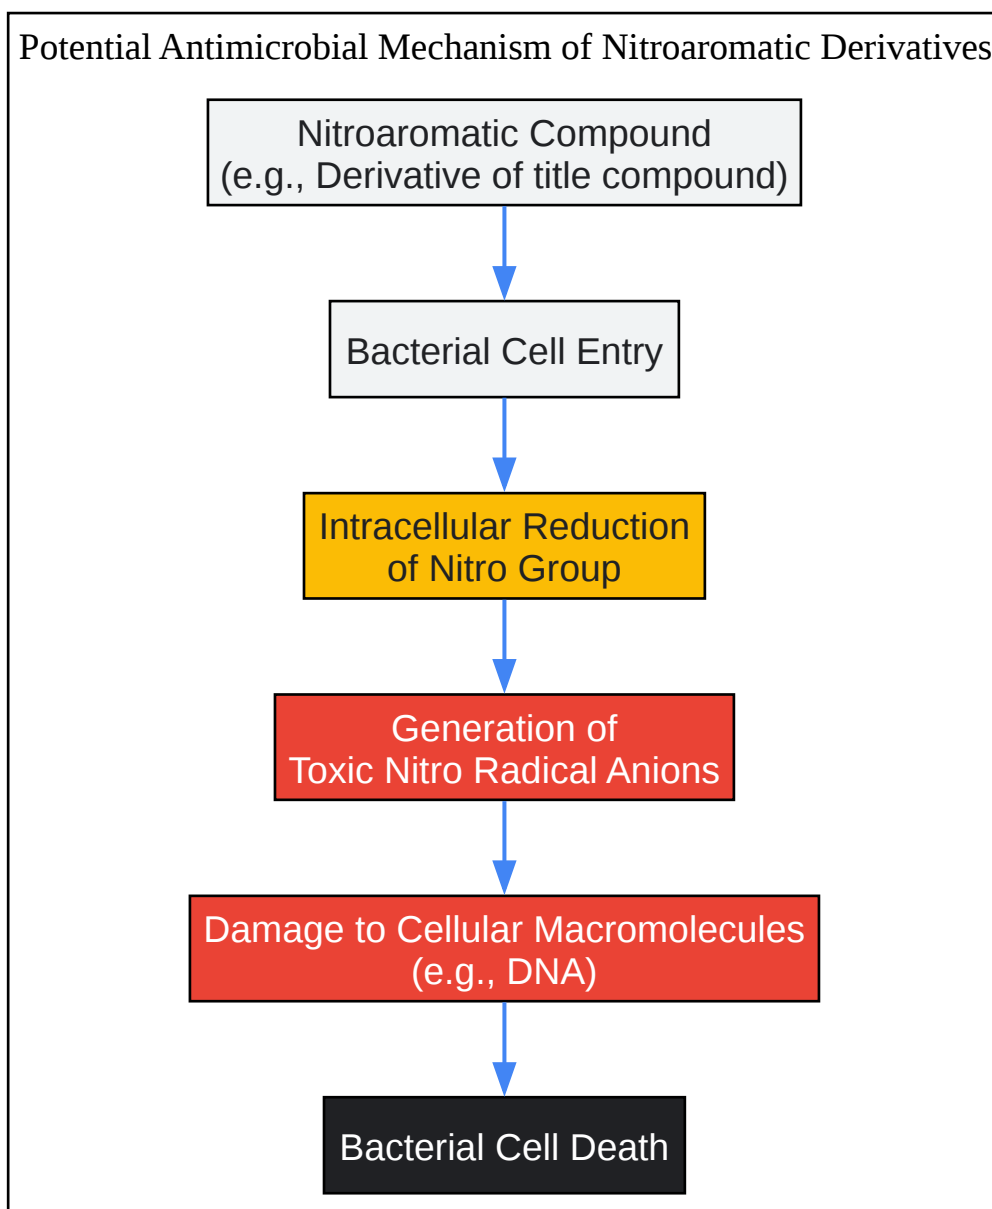 Potential Antimicrobial Mechanism of Nitroaromatic Derivatives
Nitroaromatic Compound
(e.g., Derivative of title compound)
Bacterial Cell Entry
Intracellular Reduction
of Nitro Group
Generation of
Toxic Nitro Radical Anions
Damage to Cellular Macromolecules
(e.g., DNA)
Bacterial Cell Death